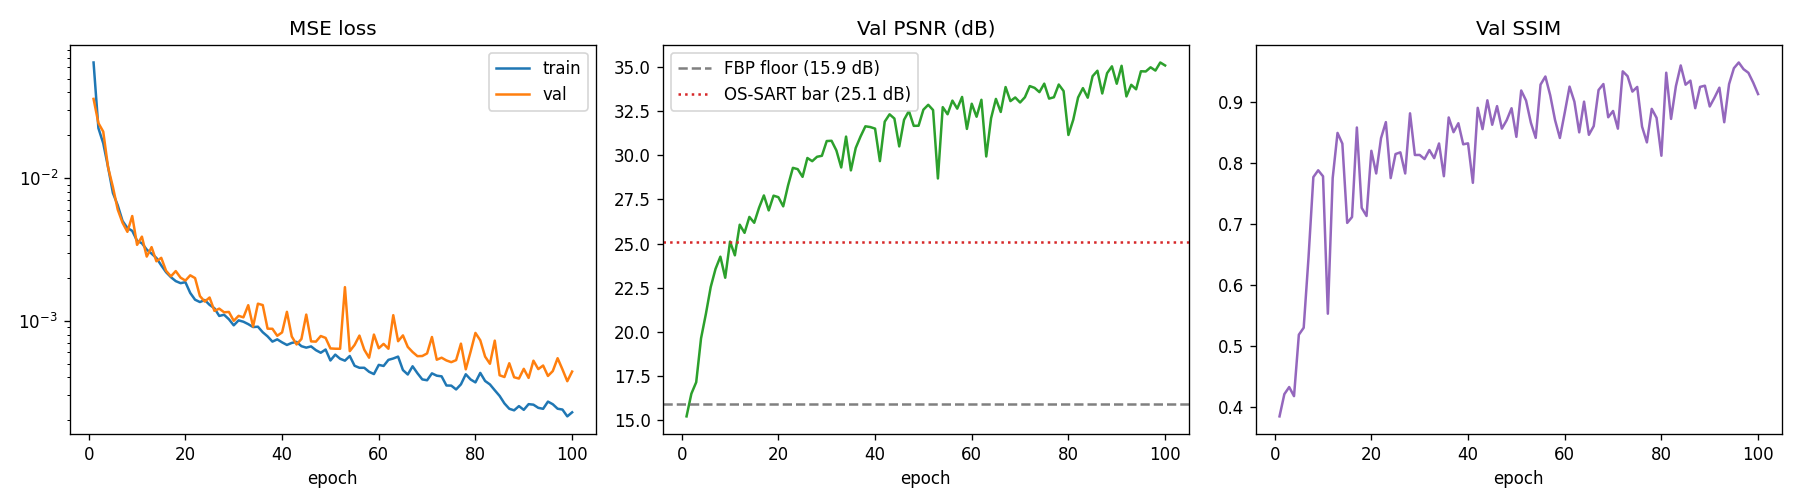 MSE loss
train
val
10⁻²
10⁻³
0 20 40 60 80 100
epoch
Val PSNR (dB)
FBP floor (15.9 dB)
OS-SART bar (25.1 dB)
35.0
32.5
30.0
27.5
25.0
22.5
20.0
17.5
15.0
0 20 40 60 80 100
epoch
Val SSIM
0.9
0.8
0.7
0.6
0.5
0.4
0 20 40 60 80 100
epoch